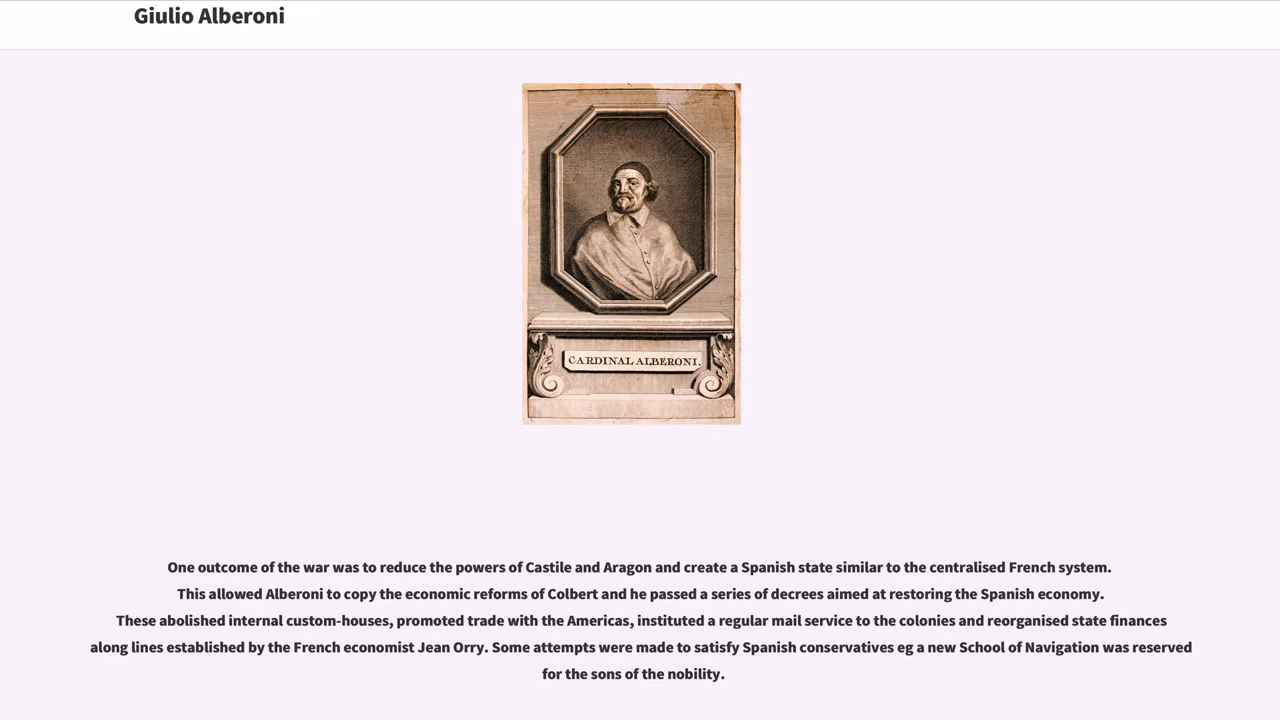 Giulio Alberoni
CARDINAL ALBERONI.
One outcome of the war was to reduce the powers of Castile and Aragon and create a Spanish state similar to the centralised French system.
This allowed Alberoni to copy the economic reforms of Colbert and he passed a series of decrees aimed at restoring the Spanish economy.
These abolished internal custom-houses, promoted trade with the Americas, instituted a regular mail service to the colonies and reorganised state finances
along lines established by the French economist Jean Orry. Some attempts were made to satisfy Spanish conservatives eg a new School of Navigation was reserved
for the sons of the nobility.